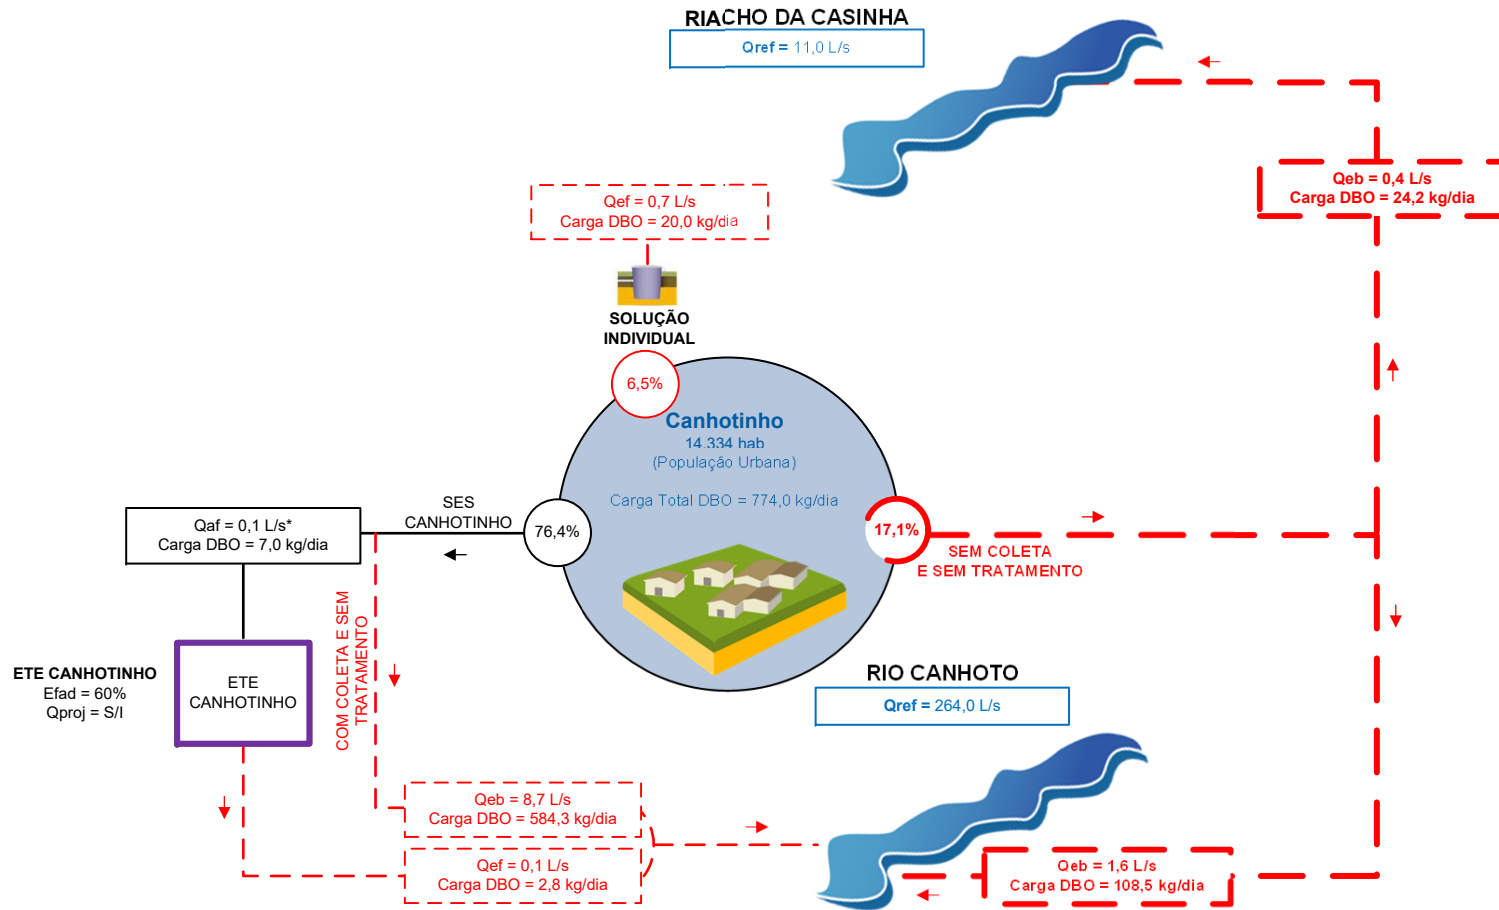 RIACHO DA CASINHA
Qref = 11,0 L/s
Qeb = 0,4 L/s
Carga DBO = 24,2 kg/dia
Qef = 0,7 L/s
Carga DBO = 20,0 kg/dia
SOLUÇÃO
INDIVIDUAL
6,5%
Canhotinho
14.334 hab
(População Urbana)
Carga Total DBO = 774,0 kg/dia
SES
CANHOTINHO
76,4%
17,1%
SEM COLETA
E SEM TRATAMENTO
Qaf = 0,1 L/s*
Carga DBO = 7,0 kg/dia
COM COLETA E SEM
TRATAMENTO
ETE CANHOTINHO
Efad = 60%
Qproj = S/I
ETE
CANHOTINHO
RIO CANHOTO
Qref = 264,0 L/s
Qeb = 8,7 L/s
Carga DBO = 584,3 kg/dia
Qef = 0,1 L/s
Carga DBO = 2,8 kg/dia
Qeb = 1,6 L/s
Carga DBO = 108,5 kg/dia